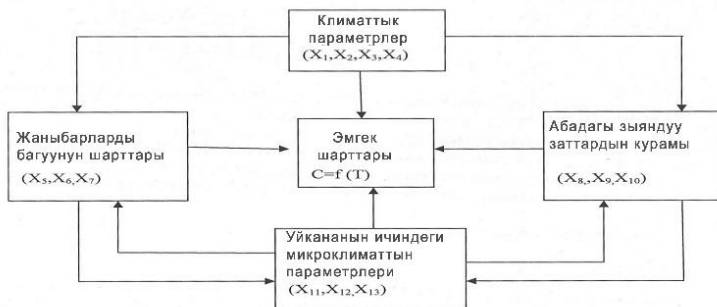 Климаттык
параметрлер
(X₁,X₂,X₃,X₄)
Жаныбарларды
багуунун шарттары
(X₅,X₆,X₇)
Эмгек
шарттары
C=f (T)
Абадагы зыяндуу
заттардын курамы
(X₈,,X₉,X₁₀)
Уйкананын ичиндеги
микроклиматтын
параметрлери
(X₁₁,X₁₂,X₁₃)